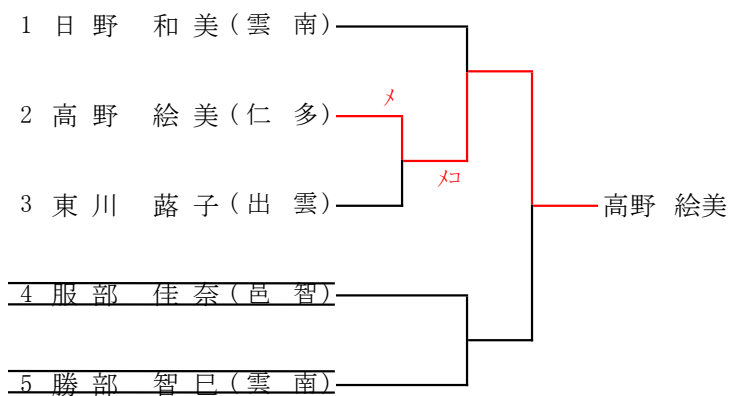 1 日野 和美(雲南)
メ
2 高野 絵美(仁多)
メコ
3 東川 蕗子(出雲)
高野 絵美
4 服部 佳奈(邑智)
5 勝部 智巳(雲南)